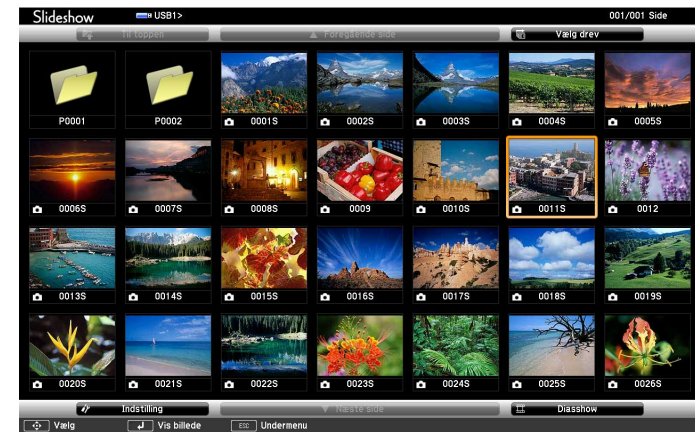 Slideshow USB1> 001/001 Side
Til toppen ▲ Foregående side Vælg drev
P0001 P0002 0001S 0002S 0003S 0004S 0005S
0006S 0007S 0008S 0009 0010S 0011S 0012
0013S 0014S 0015S 0016S 0017S 0018S 0019S
0020S 0021S 0022S 0023S 0024S 0025S 0026S
Indstilling ▼ Næste side Diasshow
Vælg Vis billede ESC Undermenu